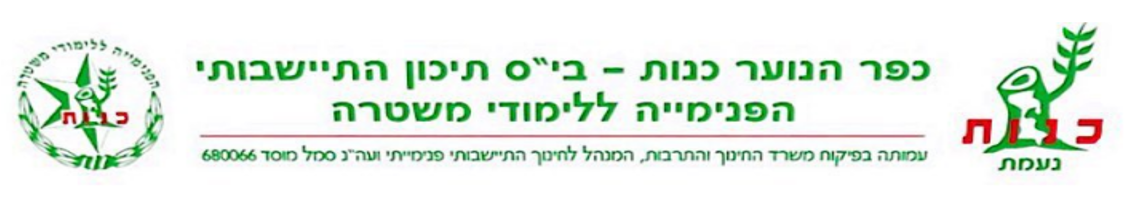 כפר הנוער כנות – בי"ס תיכון התיישבותי
הפנימייה ללימודי משטרה
עמותה בפיקוח משרד החינוך והתרבות, המנהל לחינוך התיישבותי פנימייתי ועה"נ סמל מוסד 680066
כנות
נעמת
הפנימייה ללימודי משטרה
כנות